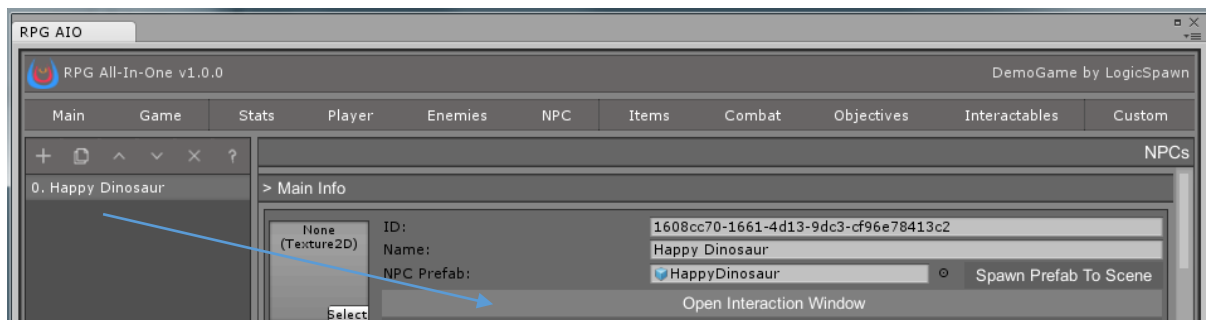 RPG AIO
RPG All-In-One v1.0.0 DemoGame by LogicSpawn
Main Game Stats Player Enemies NPC Items Combat Objectives Interactables Custom
? NPCs
0. Happy Dinosaur > Main Info
None
(Texture2D)
Select
ID: 1608cc70-1661-4d13-9dc3-cf96e78413c2
Name: Happy Dinosaur
NPC Prefab: HappyDinosaur Spawn Prefab To Scene
Open Interaction Window